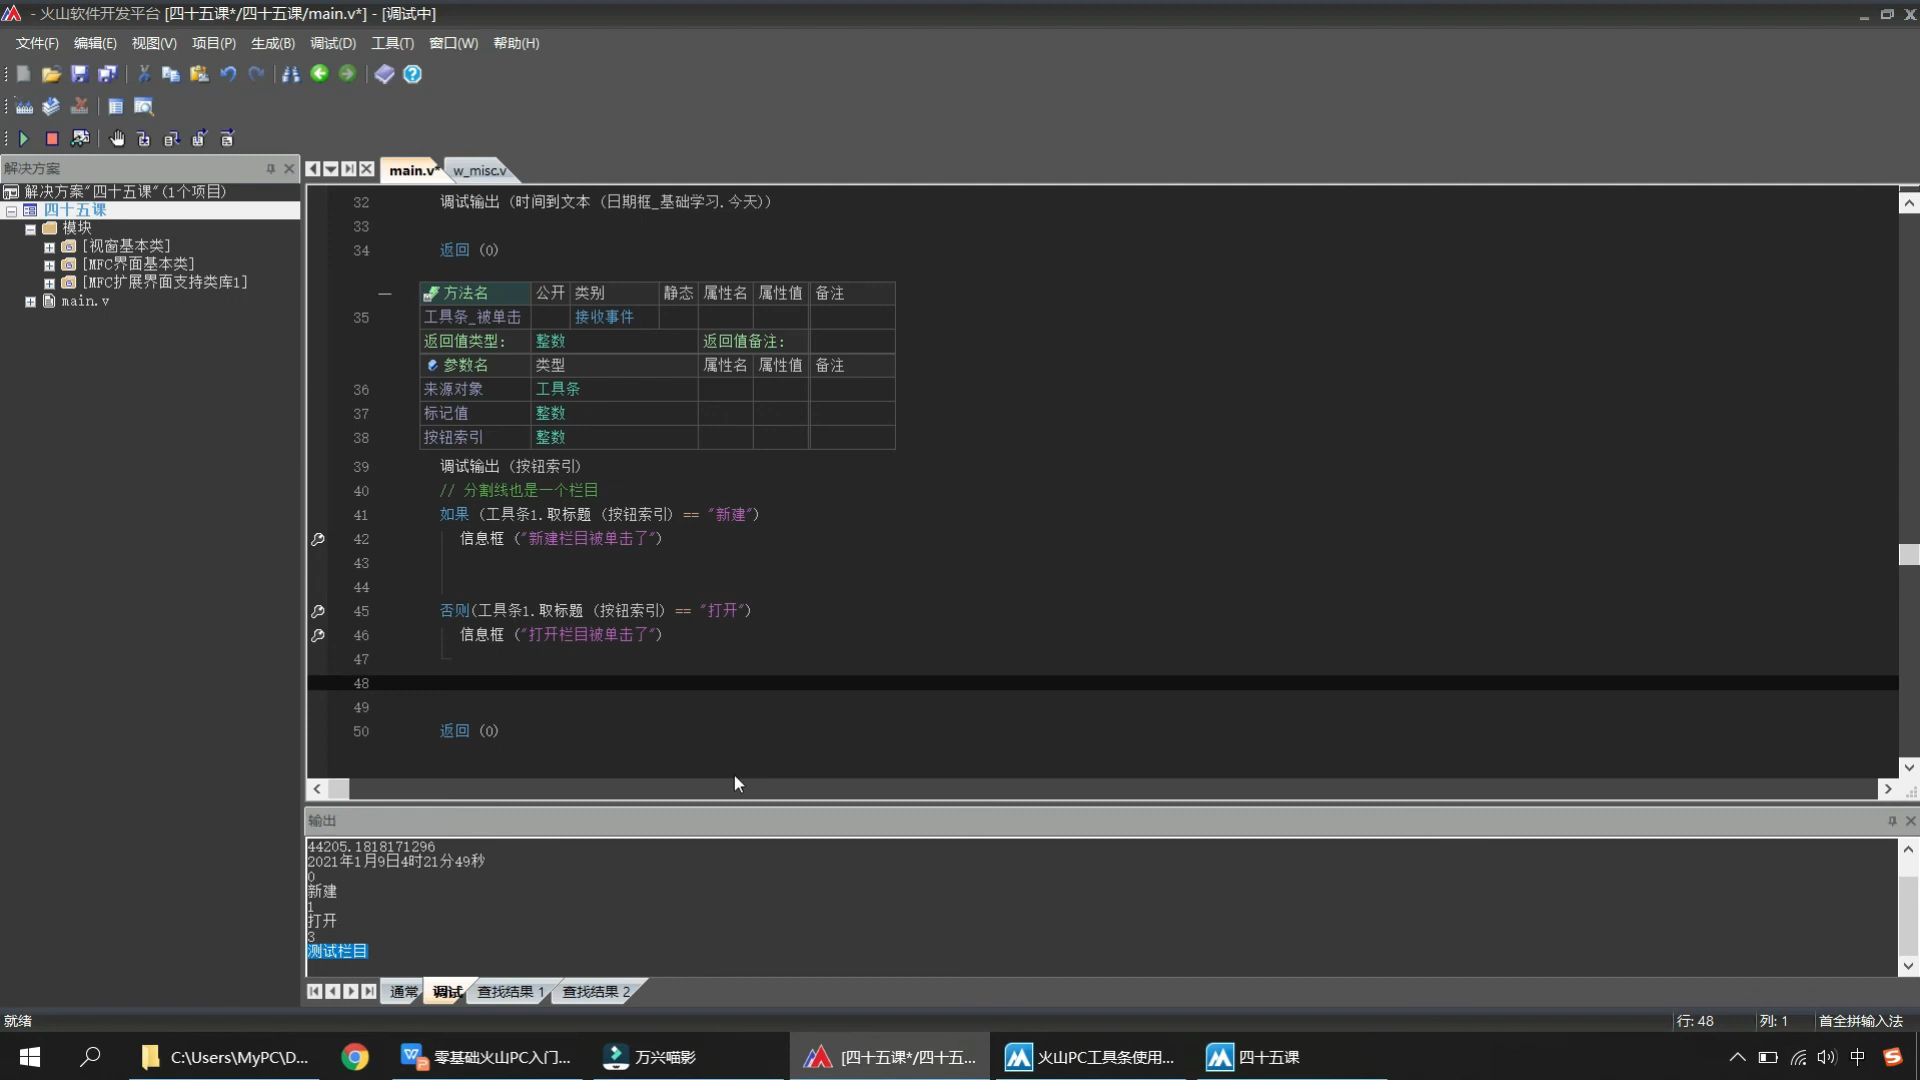 - 火山软件开发平台 [四十五课*/四十五课/main.v*] - [调试中]
文件(F) 编辑(E) 视图(V) 项目(P) 生成(B) 调试(D) 工具(T) 窗口(W) 帮助(H)
解决方案
解决方案"四十五课"(1个项目)
四十五课
模块
[视窗基本类]
[MFC界面基本类]
[MFC扩展界面支持类库1]
main.v
main.v* w_misc.v
32 调试输出 (时间到文本 (日期框_基础学习.今天))
33
34 返回 (0)
方法名 公开 类别 静态 属性名 属性值 备注
35 工具条_被单击 接收事件
返回值类型: 整数 返回值备注:
参数名 类型 属性名 属性值 备注
36 来源对象 工具条
37 标记值 整数
38 按钮索引 整数
39 调试输出 (按钮索引)
40 // 分割线也是一个栏目
41 如果 (工具条1.取标题 (按钮索引) == "新建")
42 信息框 ("新建栏目被单击了")
43
44
45 否则(工具条1.取标题 (按钮索引) == "打开")
46 信息框 ("打开栏目被单击了")
47
48
49
50 返回 (0)
输出
44205.1818171296
2021年1月9日4时21分49秒
0
新建
1
打开
3
测试栏目
通常 调试 查找结果 1 查找结果 2
就绪 行: 48 列: 1 首全拼输入法
C:\Users\MyPC\D... 零基础火山PC入门... 万兴喵影 [四十五课*/四十五... 火山PC工具条使用... 四十五课 中